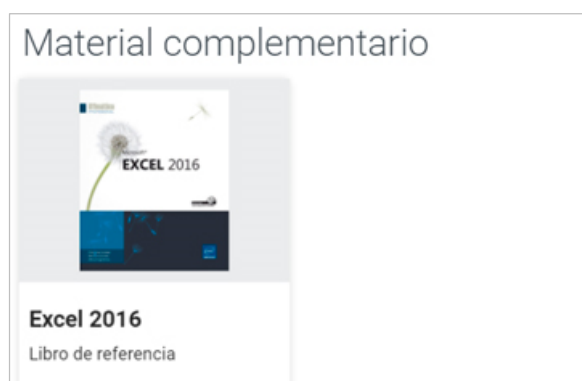 Material complementario
EXCEL 2016
Excel 2016
Libro de referencia